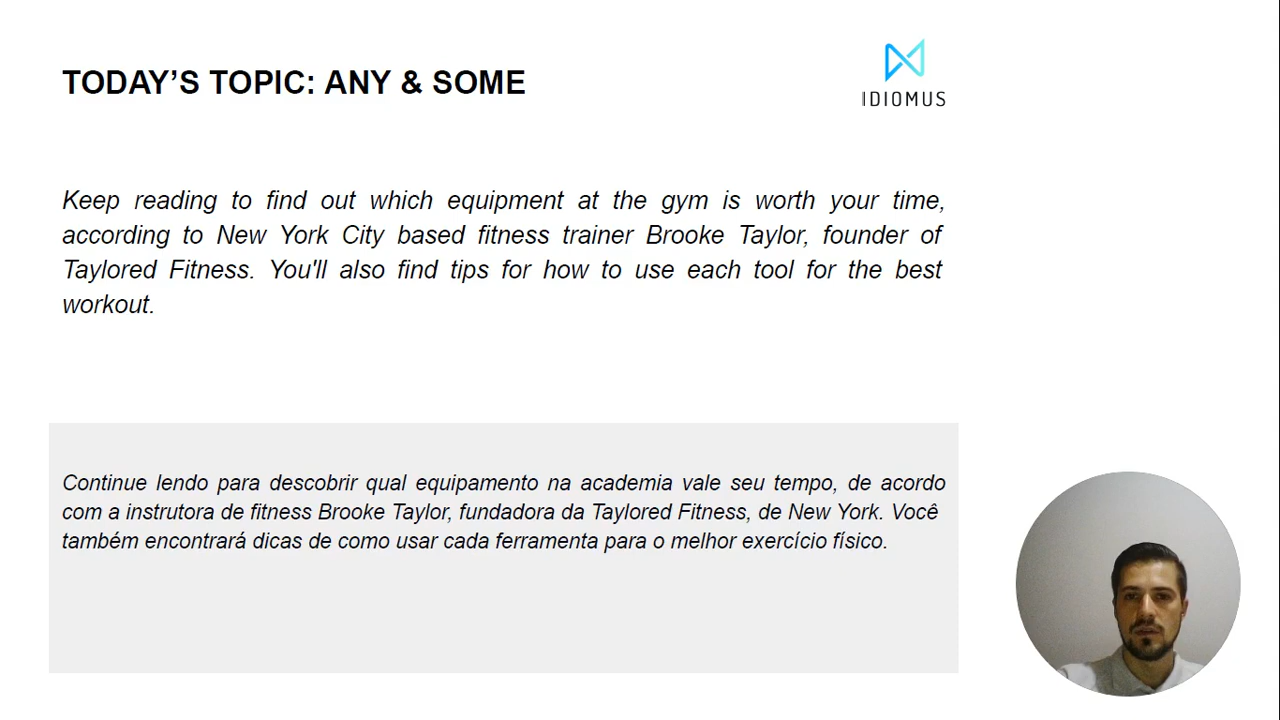 TODAY’S TOPIC: ANY & SOME
IDIOMUS
Keep reading to find out which equipment at the gym is worth your time,
according to New York City based fitness trainer Brooke Taylor, founder of
Taylored Fitness. You'll also find tips for how to use each tool for the best
workout.
Continue lendo para descobrir qual equipamento na academia vale seu tempo, de acordo
com a instrutora de fitness Brooke Taylor, fundadora da Taylored Fitness, de New York. Você
também encontrará dicas de como usar cada ferramenta para o melhor exercício físico.